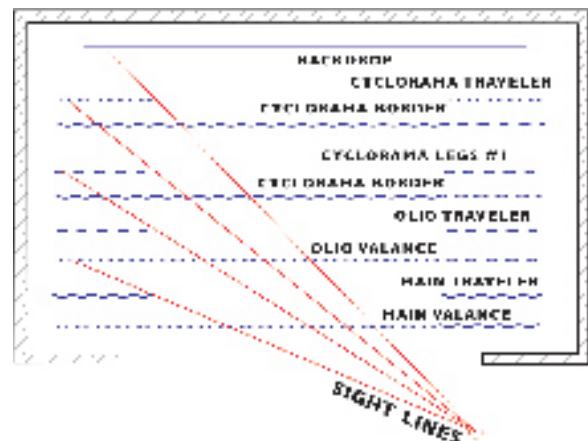 BACKDROP
CYCLORAMA TRAVELER
CYCLORAMA BORDER
CYCLORAMA LEGS #1
CYCLORAMA BORDER
OLIO TRAVELER
OLIO VALANCE
MAIN TRAVELER
MAIN VALANCE
SIGHT LINES